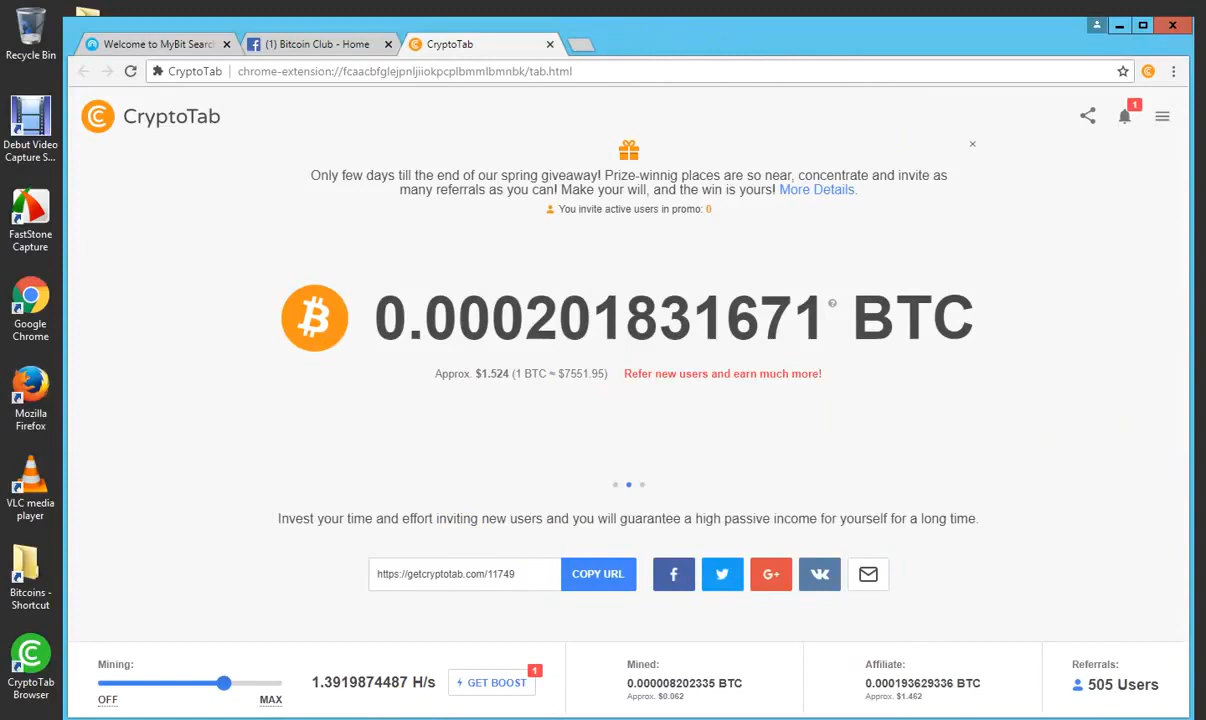 Recycle Bin
Debut Video
Capture S...
FastStone
Capture
Google
Chrome
Mozilla
Firefox
VLC media
player
Bitcoins -
Shortcut
CryptoTab
Browser
Welcome to MyBit Search
(1) Bitcoin Club - Home
CryptoTab
CryptoTab
chrome-extension://fcaacbfglejpnljiiokpcplbmmlbmnbk/tab.html
CryptoTab
1
Only few days till the end of our spring giveaway! Prize-winnig places are so near, concentrate and invite as
many referrals as you can! Make your will, and the win is yours! More Details.
You invite active users in promo: 0
0.000201831671 BTC
Approx. $1.524 (1 BTC ≈ $7551.95) Refer new users and earn much more!
Invest your time and effort inviting new users and you will guarantee a high passive income for yourself for a long time.
https://getcryptotab.com/11749
COPY URL
Mining:
OFF
MAX
1.3919874487 H/s
GET BOOST
1
Mined:
0.000008202335 BTC
Approx. $0.062
Affiliate:
0.000193629336 BTC
Approx. $1.462
Referrals:
505 Users